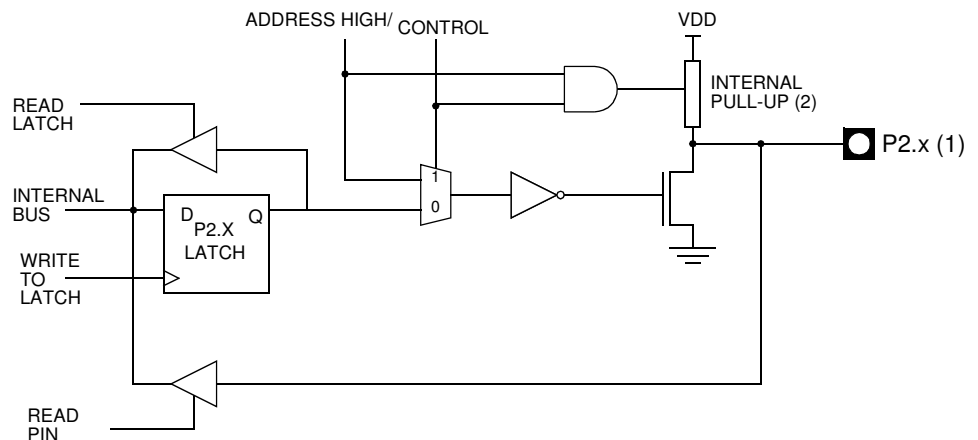 ADDRESS HIGH/
CONTROL
VDD
INTERNAL
PULL-UP (2)
READ
LATCH
P2.x (1)
1
0
INTERNAL
BUS
D
Q
P2.X
LATCH
WRITE
TO
LATCH
READ
PIN